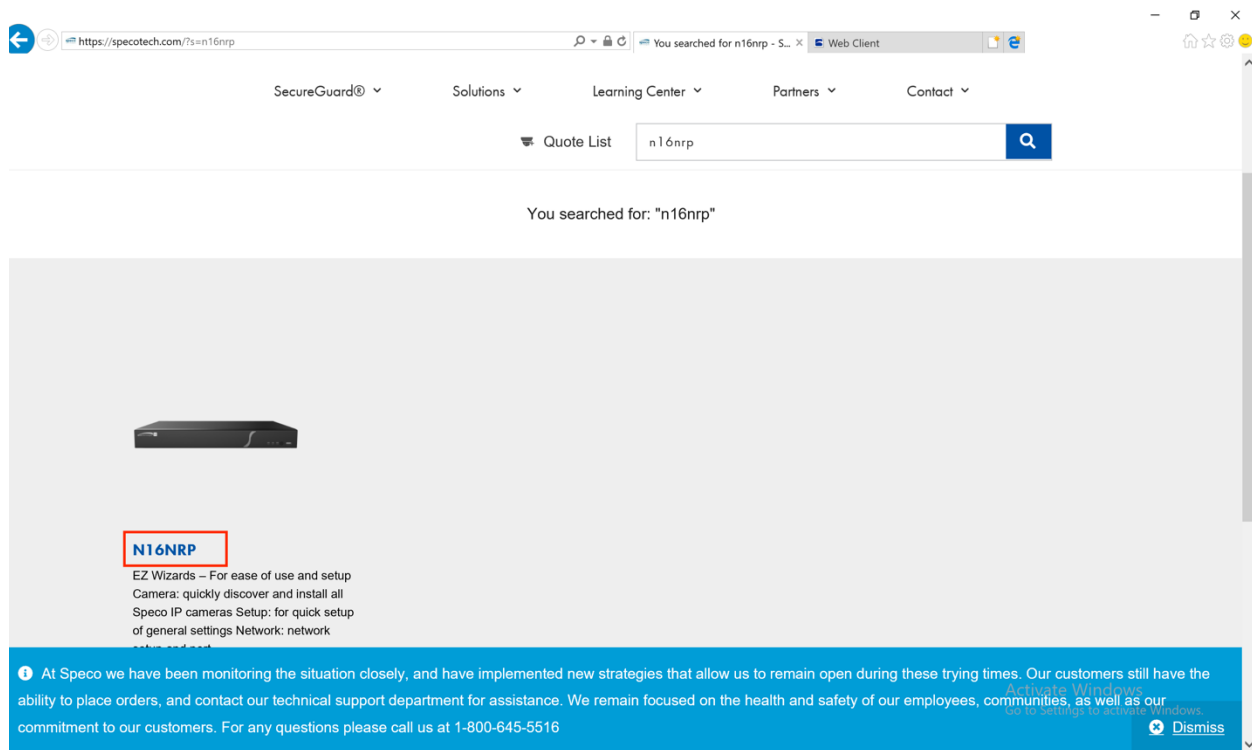 https://specotech.com/?s=n16nrp
You searched for n16nrp - S...
Web Client
SecureGuard®
Solutions
Learning Center
Partners
Contact
Quote List
n16nrp
You searched for: "n16nrp"
N16NRP
EZ Wizards – For ease of use and setup
Camera: quickly discover and install all
Speco IP cameras Setup: for quick setup
of general settings Network: network
setup and port
At Speco we have been monitoring the situation closely, and have implemented new strategies that allow us to remain open during these trying times. Our customers still have the
ability to place orders, and contact our technical support department for assistance. We remain focused on the health and safety of our employees, communities, as well as our
commitment to our customers. For any questions please call us at 1-800-645-5516
Activate Windows
Go to Settings to activate Windows.
Dismiss